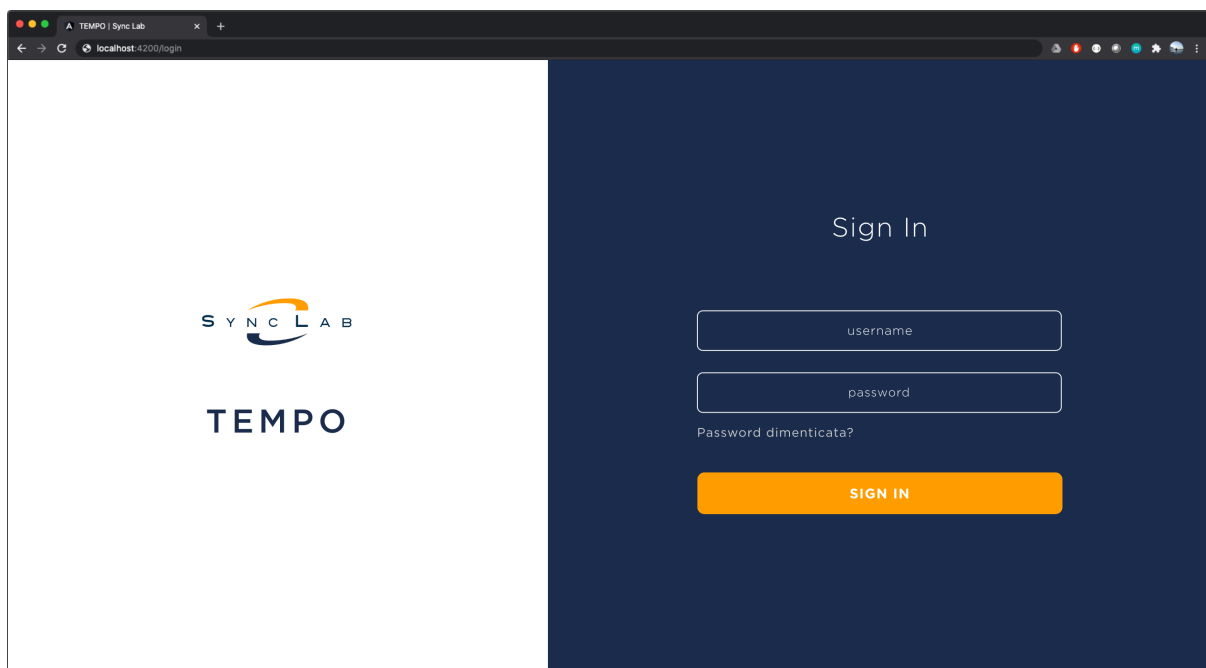 TEMPO | Sync Lab
localhost:4200/login
SYNC LAB
TEMPO
Sign In
username
password
Password dimenticata?
SIGN IN